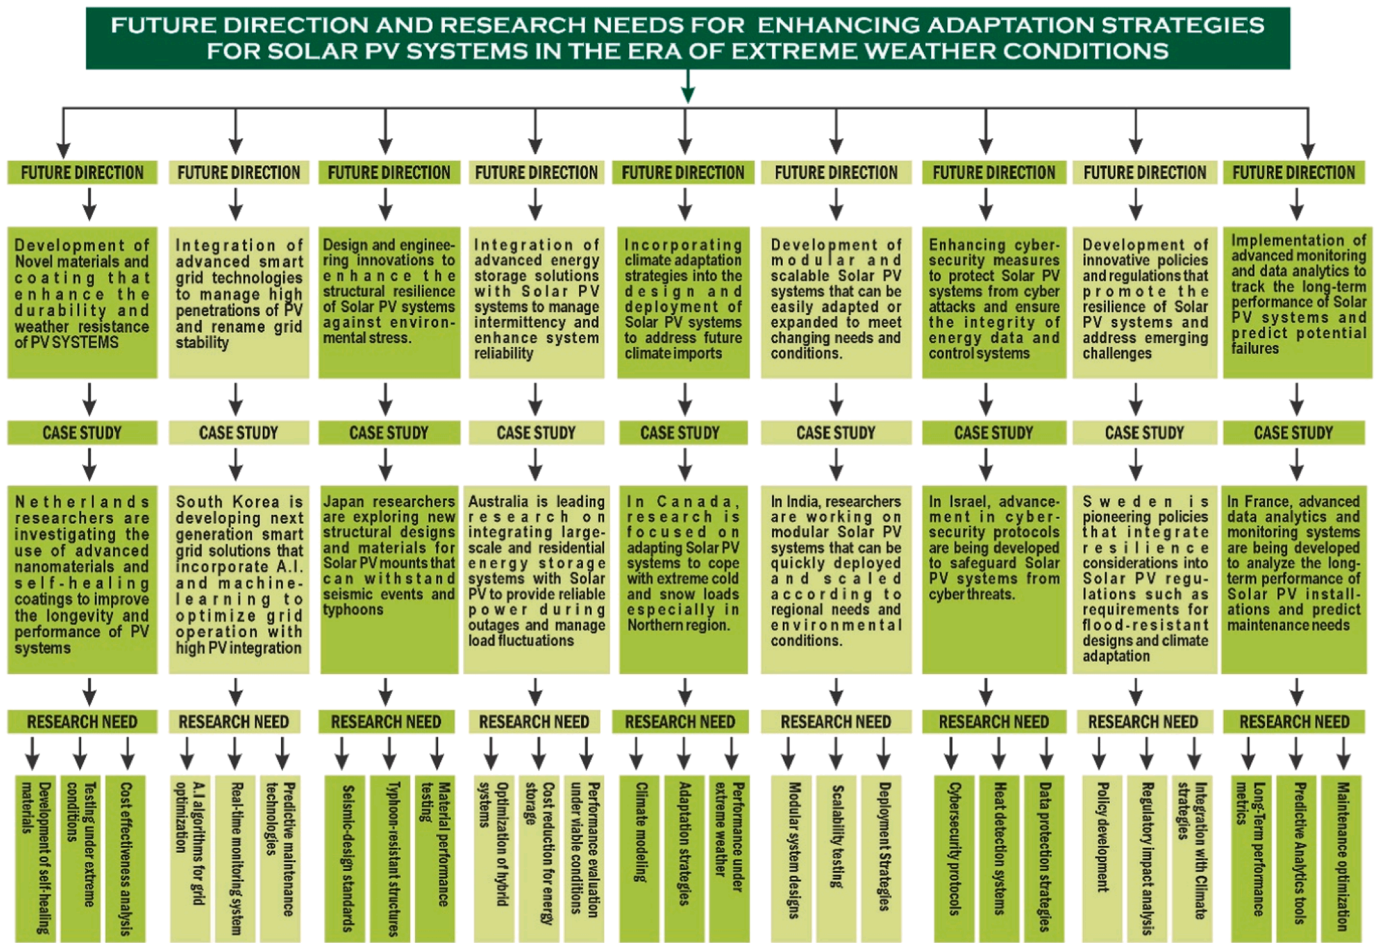 FUTURE DIRECTION AND RESEARCH NEEDS FOR ENHANCING ADAPTATION STRATEGIES
FOR SOLAR PV SYSTEMS IN THE ERA OF EXTREME WEATHER CONDITIONS
FUTURE DIRECTION
Development of
Novel materials and
coating that
enhance the
durability and
weather resistance
of PV SYSTEMS
CASE STUDY
Netherlands
researchers are
investigating the
use of advanced
nanomaterials and
self-healing
coatings to improve
the longevity and
performance of PV
systems
RESEARCH NEED
Development of self-healing
materials
Testing under extreme
conditions
Cost effectiveness analysis
FUTURE DIRECTION
Integration of
advanced smart
grid technologies
to manage high
penetrations of PV
and rename grid
stability
CASE STUDY
South Korea is
developing next
generation smart
grid solutions that
incorporate A.I.
and machine-
learning to
optimize grid
operation with
high PV integration
RESEARCH NEED
A.I algorithms for grid
optimization
Real-time monitoring system
Predictive maintenance
technologies
FUTURE DIRECTION
Design and enginee-
ring innovations to
enhance the
structural resilience
of Solar PV systems
against environ-
mental stress.
CASE STUDY
Japan researchers
are exploring new
structural designs
and materials for
Solar PV mounts that
can withstand
seismic events and
typhoons
RESEARCH NEED
Seismic-design standards
Typhoon-resistant structures
Material performance
testing
FUTURE DIRECTION
Integration of
advanced energy
storage solutions
with Solar PV
systems to manage
intermittency and
enhance system
reliability
CASE STUDY
Australia is leading
research on
integrating large-
scale and residential
energy storage
systems with Solar
PV to provide reliable
power during
outages and manage
load fluctuations
RESEARCH NEED
Optimization of hybrid
systems
Cost reduction for energy
storage
Performance evaluation
under viable conditions
FUTURE DIRECTION
Incorporating
climate adaptation
strategies into the
design and
deployment of
Solar PV systems
to address future
climate imports
CASE STUDY
In Canada,
research is
focused on
adapting Solar PV
systems to cope
with extreme cold
and snow loads
especially in
Northern region.
RESEARCH NEED
Climate modeling
Adaptation strategies
Performance under
extreme weather
FUTURE DIRECTION
Development of
modular and
scalable Solar PV
systems that can be
easily adapted or
expanded to meet
changing needs and
conditions.
CASE STUDY
In India, researchers
are working on
modular Solar PV
systems that can be
quickly deployed
and scaled
according to
regional needs and
environmental
conditions.
RESEARCH NEED
Modular system designs
Scalability testing
Deployment Strategies
FUTURE DIRECTION
Enhancing cyber-
security measures
to protect Solar PV
systems from cyber
attacks and ensure
the integrity of
energy data and
control systems
CASE STUDY
In Israel, advance-
ment in cyber-
security protocols
are being developed
to safeguard Solar
PV systems from
cyber threats.
RESEARCH NEED
Cybersecurity protocols
Heat detection systems
Data protection strategies
FUTURE DIRECTION
Development of
innovative policies
and regulations that
promote the
resilience of Solar
PV systems and
address emerging
challenges
CASE STUDY
Sweden is
pioneering policies
that integrate
resilience
considerations into
Solar PV regu-
lations such as
requirements for
flood-resistant
designs and climate
adaptation
RESEARCH NEED
Policy development
Regulatory impact analysis
Integration with Climate
strategies
FUTURE DIRECTION
Implementation of
advanced monitoring
and data analytics to
track the long-term
performance of Solar
PV systems and
predict potential
failures
CASE STUDY
In France, advanced
data analytics and
monitoring systems
are being developed
to analyze the long-
term performance of
Solar PV install-
ations and predict
maintenance needs
RESEARCH NEED
Long-Term performance
metrics
Predictive Analytics tools
Maintenance optimization